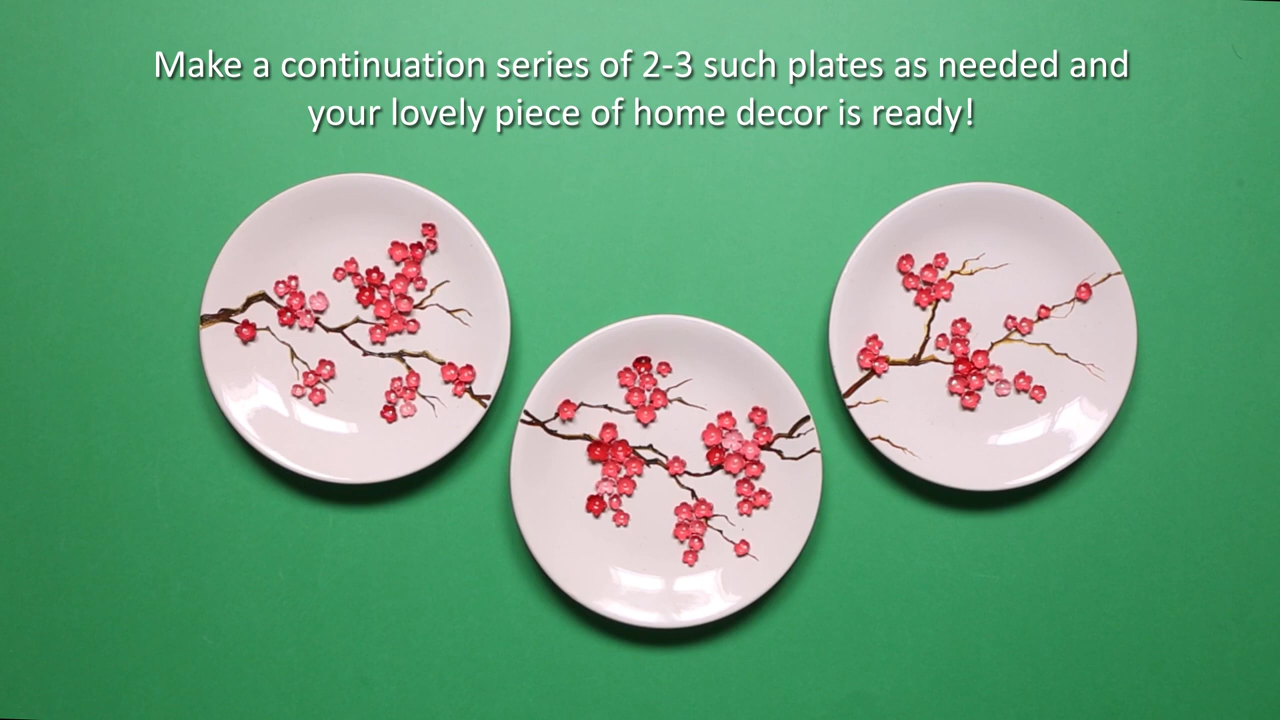 Make a continuation series of 2-3 such plates as needed and
your lovely piece of home decor is ready!